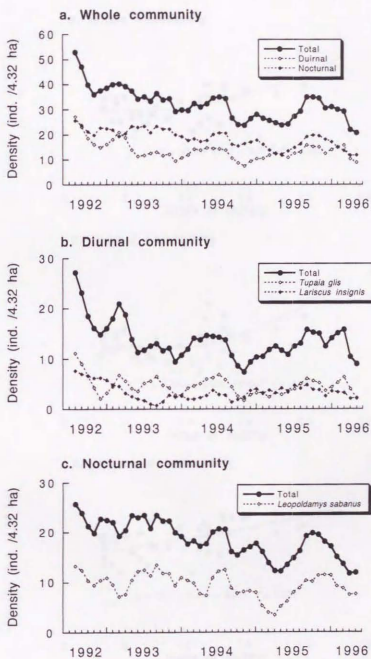 a. Whole community
60
50
40
30
20
10
0
Density (ind. /4.32 ha)
Total
Diurnal
Nocturnal
1992 1993 1994 1995 1996
b. Diurnal community
30
20
10
0
Density (ind. /4.32 ha)
Total
Tupaia glis
Lariscus insignis
1992 1993 1994 1995 1996
c. Nocturnal community
30
20
10
0
Density (ind. /4.32 ha)
Total
Leopoldamys sabanus
1992 1993 1994 1995 1996